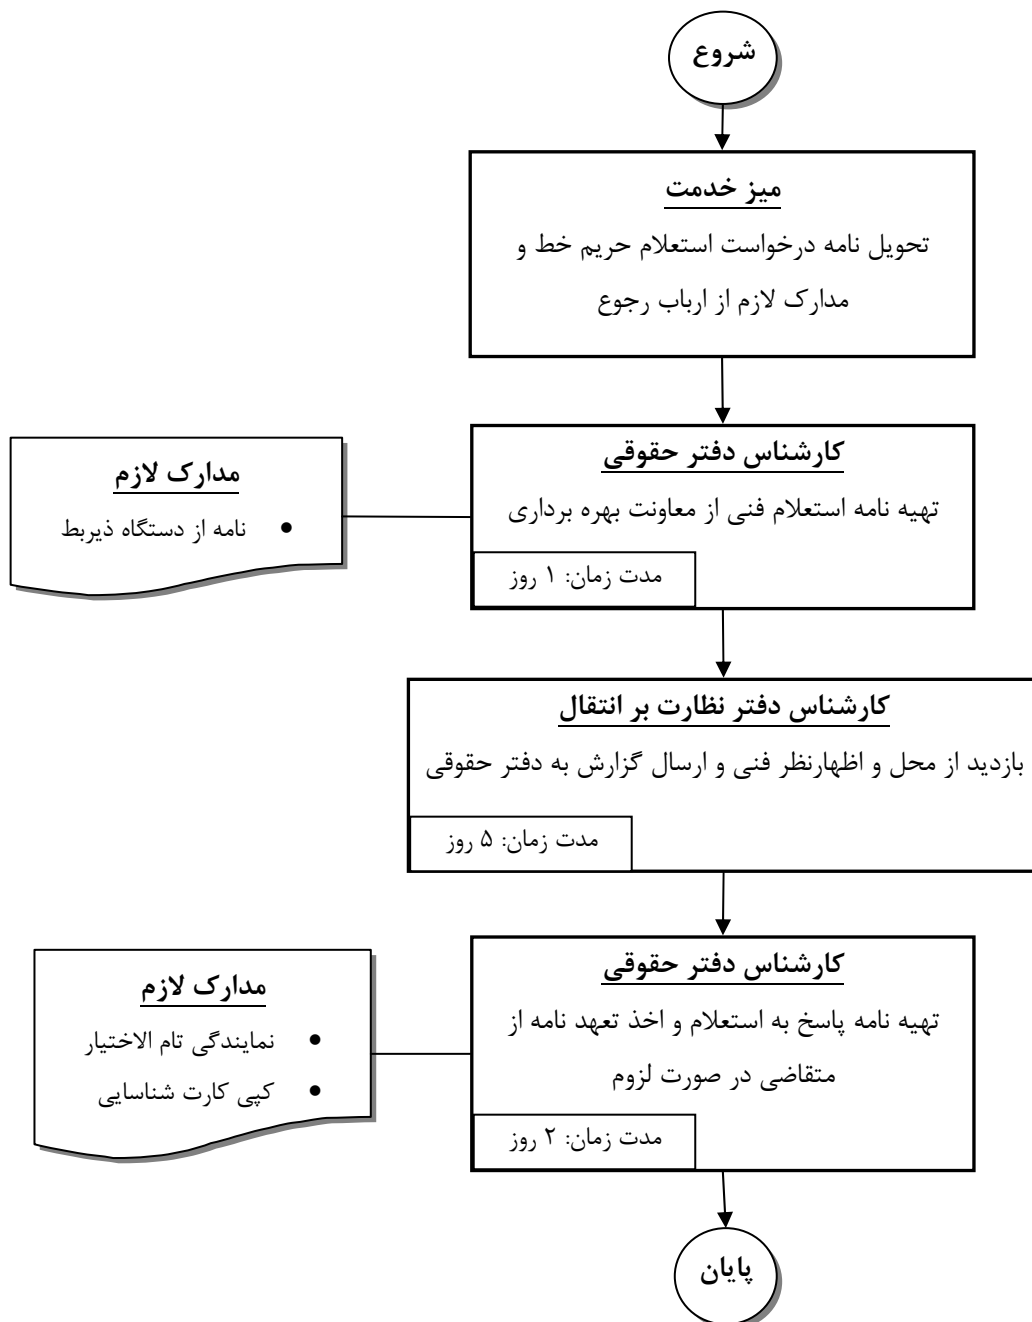 شروع
میز خدمت
تحویل نامه درخواست استعلام حریم خط و
مدارک لازم از ارباب رجوع
کارشناس دفتر حقوقی
تهیه نامه استعلام فنی از معاونت بهره برداری
مدت زمان: ۱ روز
مدارک لازم
• نامه از دستگاه ذیربط
کارشناس دفتر نظارت بر انتقال
بازدید از محل و اظهارنظر فنی و ارسال گزارش به دفتر حقوقی
مدت زمان: ۵ روز
کارشناس دفتر حقوقی
تهیه نامه پاسخ به استعلام و اخذ تعهد نامه از
متقاضی در صورت لزوم
مدت زمان: ۲ روز
مدارک لازم
• نمایندگی تام الاختیار
• کپی کارت شناسایی
پایان